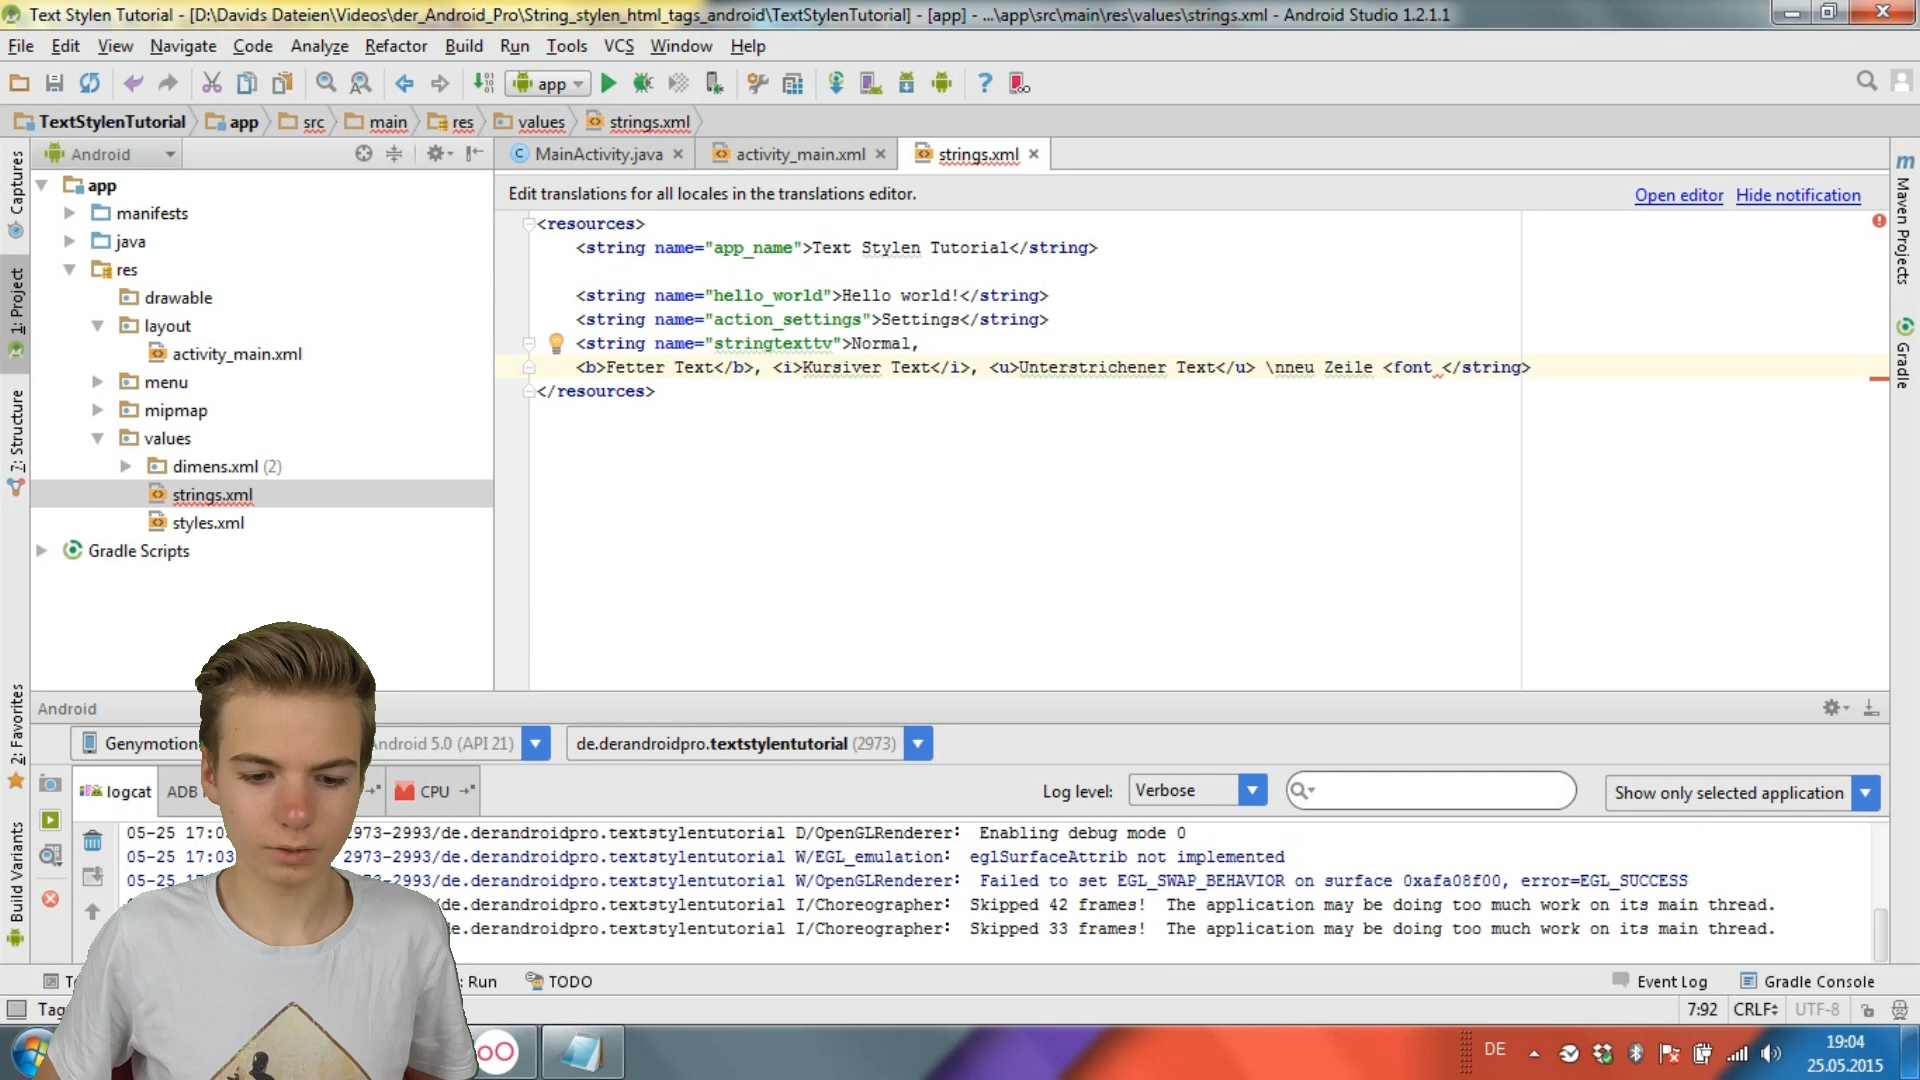 Text Stylen Tutorial - [D:\Davids Dateien\Videos\der_Android_Pro\String_stylen_html_tags_android\TextStylenTutorial] - [app] - ...\app\src\main\res\values\strings.xml - Android Studio 1.2.1.1
File Edit View Navigate Code Analyze Refactor Build Run Tools VCS Window Help
app
TextStylenTutorial app src main res values strings.xml
Android
MainActivity.java activity_main.xml strings.xml
Captures
1: Project
7: Structure
2: Favorites
Build Variants
app
manifests
java
res
drawable
layout
activity_main.xml
menu
mipmap
values
dimens.xml (2)
strings.xml
styles.xml
Gradle Scripts
Edit translations for all locales in the translations editor.
Open editor Hide notification
<resources>
<string name="app_name">Text Stylen Tutorial</string>
<string name="hello_world">Hello world!</string>
<string name="action_settings">Settings</string>
<string name="stringtexttv">Normal,
<b>Fetter Text</b>, <i>Kursiver Text</i>, <u>Unterstrichener Text</u> \nneu Zeile <font </string>
</resources>
Maven Projects
Gradle
Android
Genymotion Android 5.0 (API 21)
de.derandroidpro.textstylentutorial (2973)
logcat ADB CPU
Log level: Verbose
Show only selected application
05-25 17:03 2973-2993/de.derandroidpro.textstylentutorial D/OpenGLRenderer: Enabling debug mode 0
05-25 17:03 2973-2993/de.derandroidpro.textstylentutorial W/EGL_emulation: eglSurfaceAttrib not implemented
05-25 17: 2973-2993/de.derandroidpro.textstylentutorial W/OpenGLRenderer: Failed to set EGL_SWAP_BEHAVIOR on surface 0xafa08f00, error=EGL_SUCCESS
e.derandroidpro.textstylentutorial I/Choreographer: Skipped 42 frames! The application may be doing too much work on its main thread.
e.derandroidpro.textstylentutorial I/Choreographer: Skipped 33 frames! The application may be doing too much work on its main thread.
: Run TODO
Event Log Gradle Console
Tag
7:92 CRLF UTF-8
DE
19:04
25.05.2015